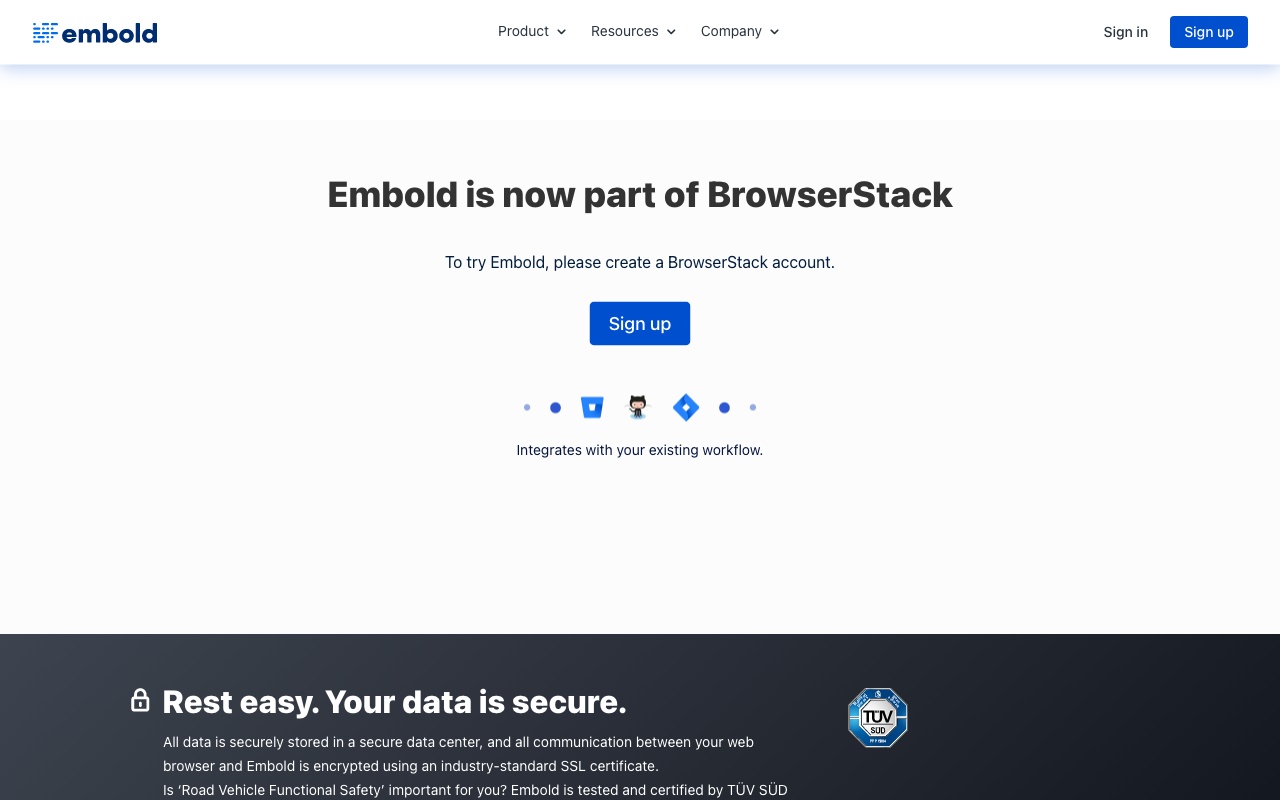 embold
Product
Resources
Company
Sign in
Sign up
Embold is now part of BrowserStack
To try Embold, please create a BrowserStack account.
Sign up
Integrates with your existing workflow.
Rest easy. Your data is secure.
All data is securely stored in a secure data center, and all communication between your web
browser and Embold is encrypted using an industry-standard SSL certificate.
Is ‘Road Vehicle Functional Safety’ important for you? Embold is tested and certified by TÜV SÜD
TÜV
SÜD